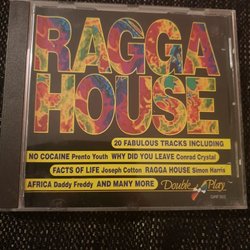 RAGGA
HOUSE
20 FABULOUS TRACKS INCLUDING
NO COCAINE Prento Youth WHY DID YOU LEAVE Conrad Crystal
FACTS OF LIFE Joseph Cotton RAGGA HOUSE Simon Harris
AFRICA Daddy Freddy AND MANY MORE Double Play